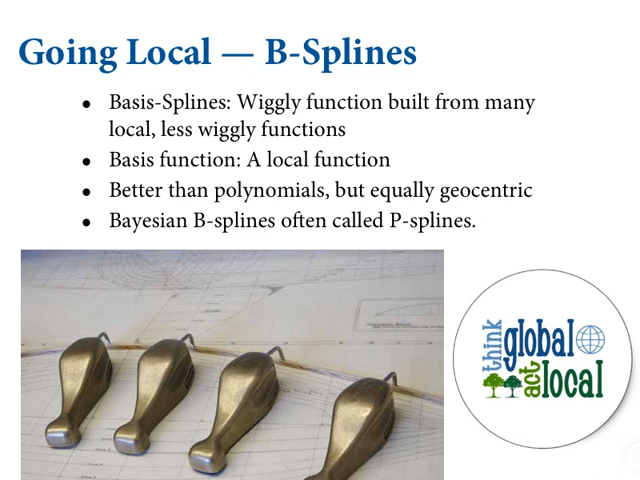 Going Local — B-Splines
• Basis-Splines: Wiggly function built from many
local, less wiggly functions
• Basis function: A local function
• Better than polynomials, but equally geocentric
• Bayesian B-splines often called P-splines.
think
global
act
local